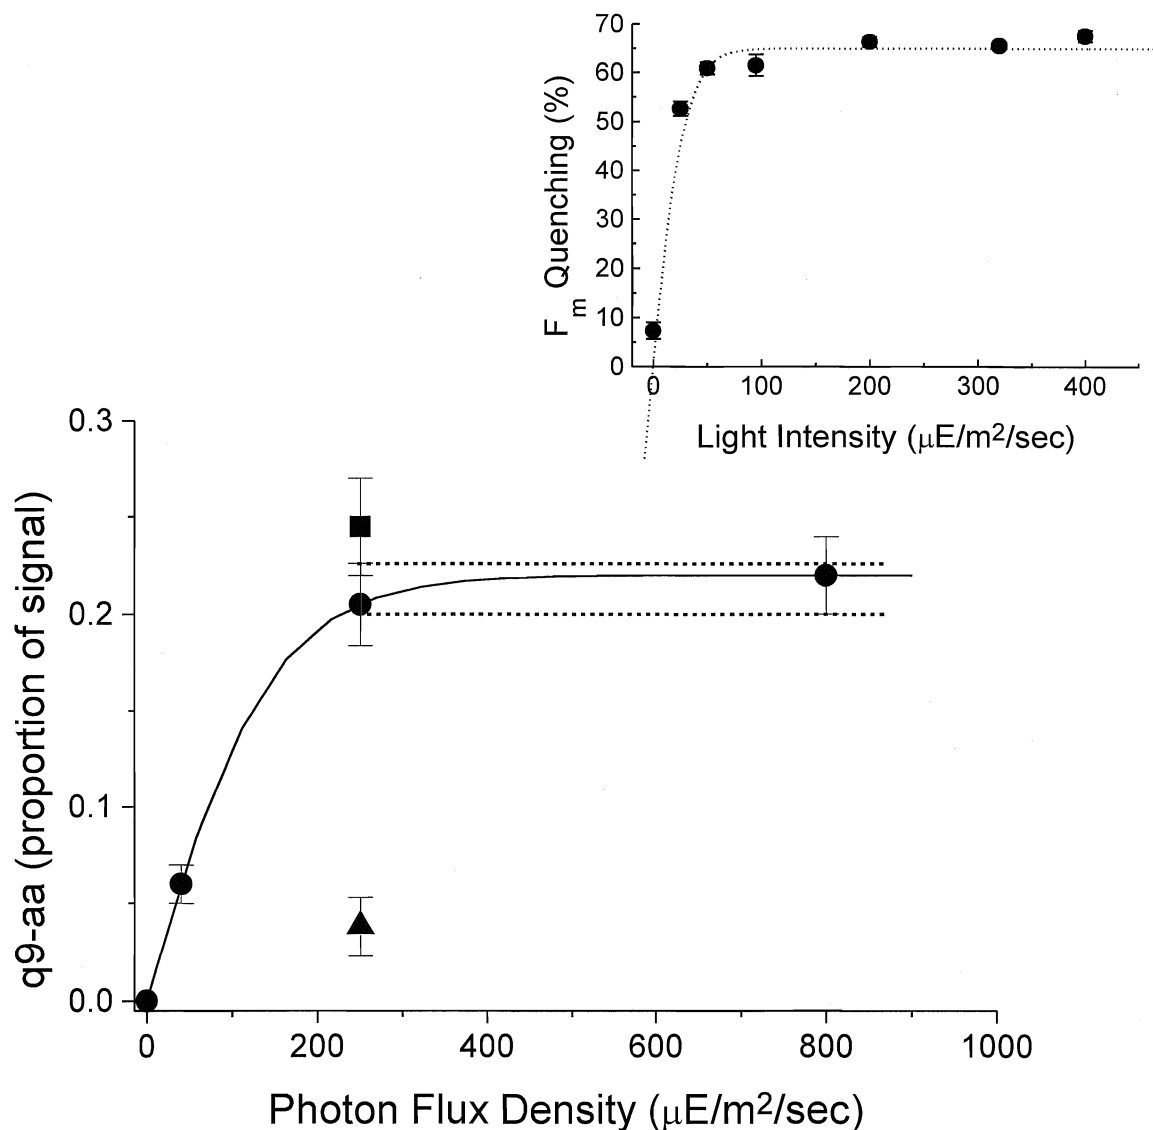 70
60
50
40
30
20
10
0
F_m Quenching (%)
0 100 200 300 400
Light Intensity (μE/m²/sec)
0.3
0.2
0.1
0.0
q9-aa (proportion of signal)
0 200 400 600 800 1000
Photon Flux Density (μE/m²/sec)